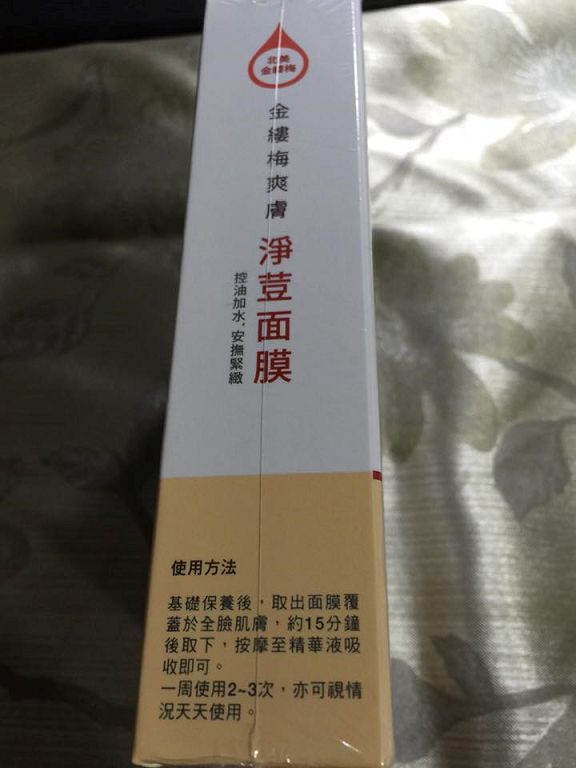 北美
金縷梅
金縷梅爽膚
淨荳面膜
控油加水,安撫緊緻
使用方法
基礎保養後，取出面膜覆
蓋於全臉肌膚，約15分鐘
後取下，按摩至精華液吸
收即可。
一周使用2~3次，亦可視情
況天天使用。